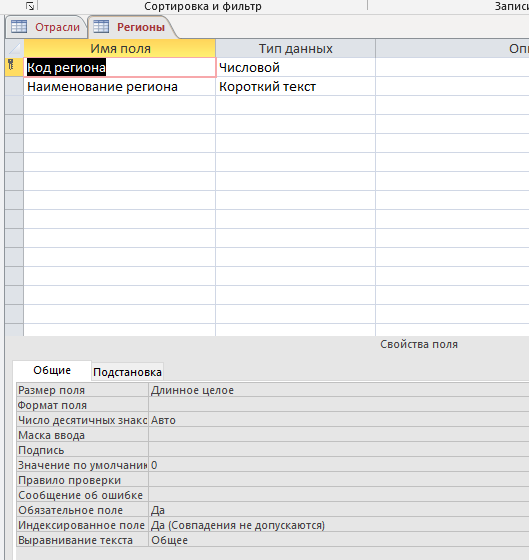 Сортировка и фильтр Запис
Отрасли Регионы
Имя поля Тип данных Опи
Код региона Числовой
Наименование региона Короткий текст
Свойства поля
Общие Подстановка
Размер поля Длинное целое
Формат поля
Число десятичных знако Авто
Маска ввода
Подпись
Значение по умолчанию 0
Правило проверки
Сообщение об ошибке
Обязательное поле Да
Индексированное поле Да (Совпадения не допускаются)
Выравнивание текста Общее